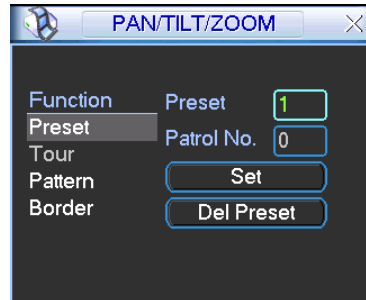 PAN/TILT/ZOOM
Function
Preset
Tour
Pattern
Border
Preset 1
Patrol No. 0
Set
Del Preset